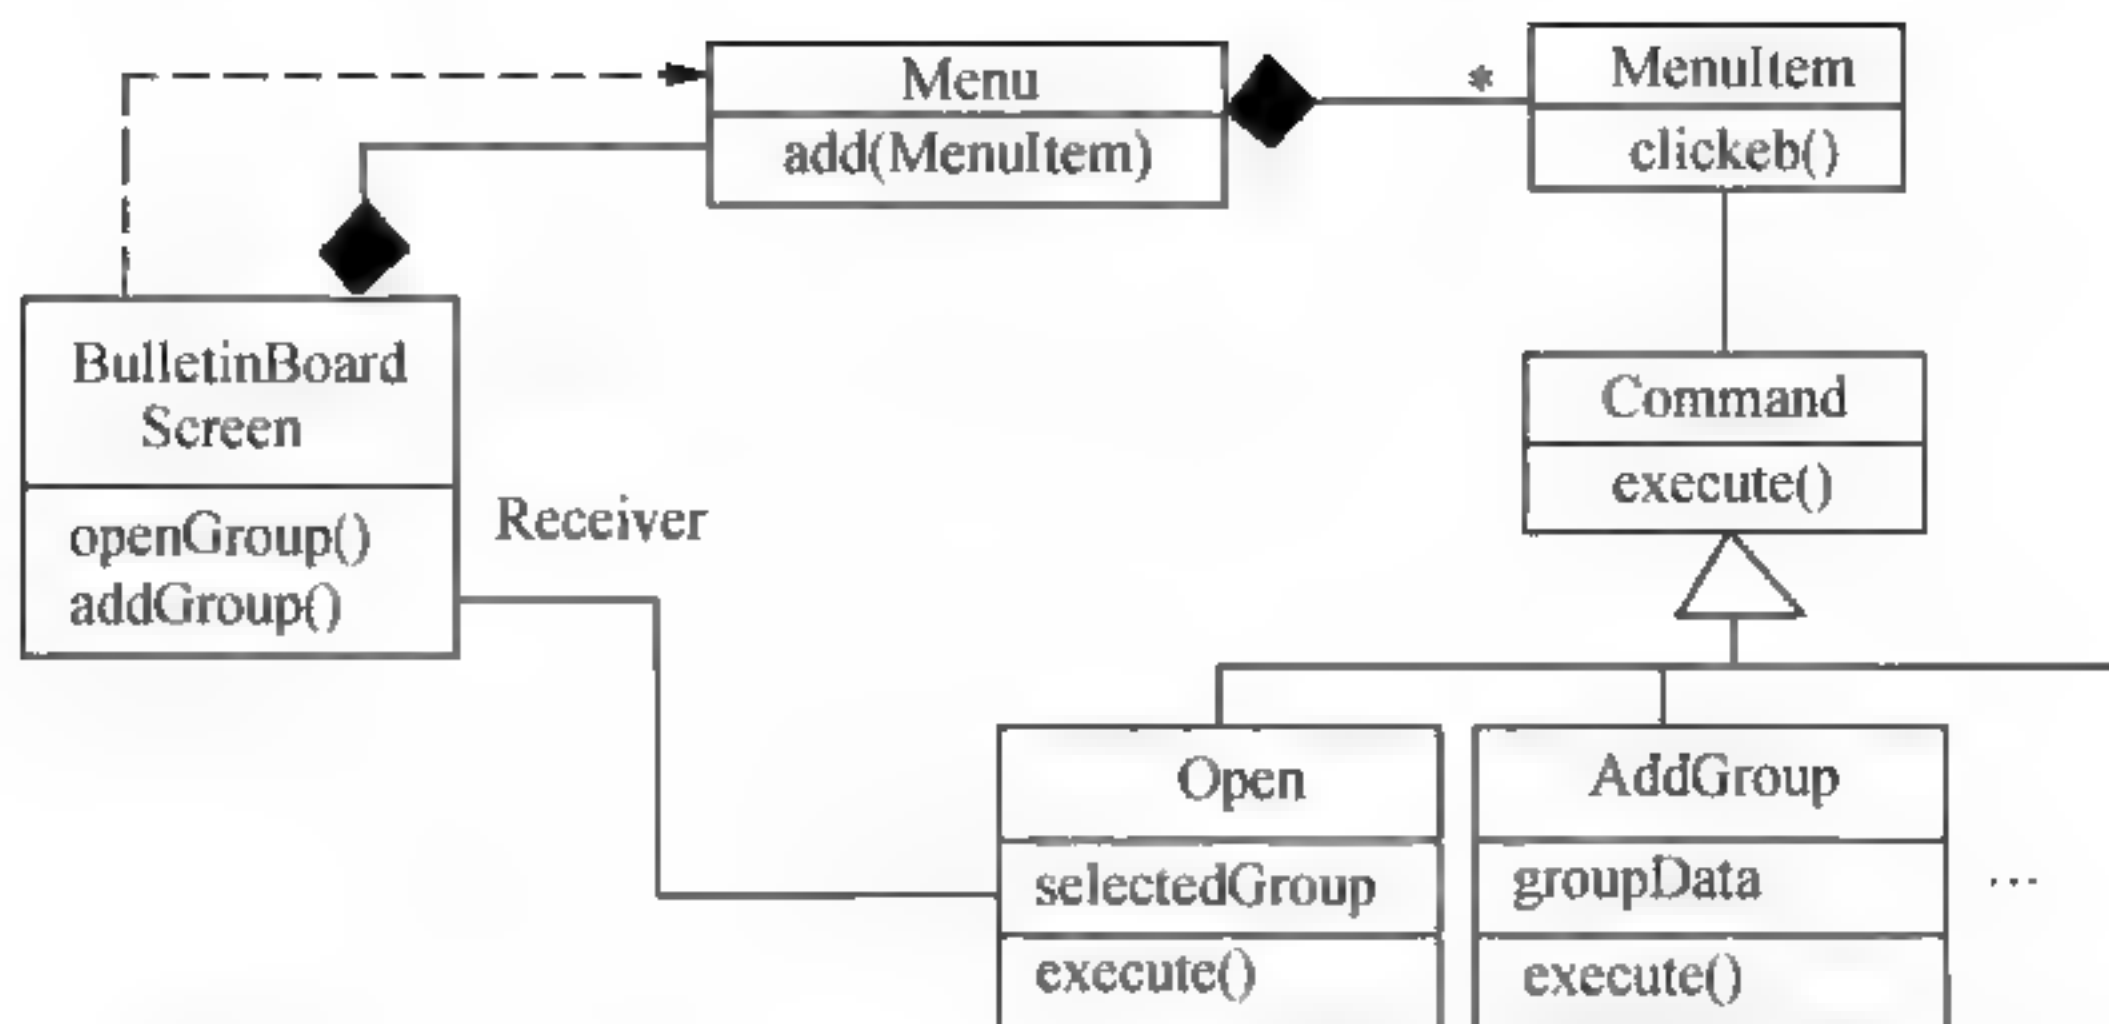 Menu
add(MenuItem)
*
MenuItem
clickeb()
BulletinBoard
Screen
openGroup()
addGroup()
Receiver
Command
execute()
Open
selectedGroup
execute()
AddGroup
groupData
execute()
...